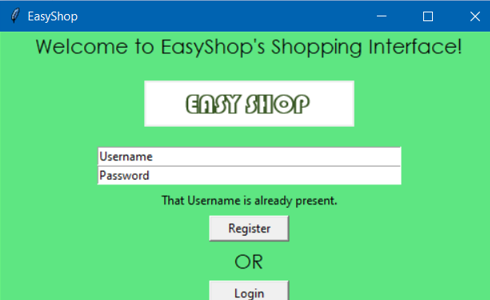 EasyShop
Welcome to EasyShop's Shopping Interface!
EASY SHOP
Username
Password
That Username is already present.
Register
OR
Login